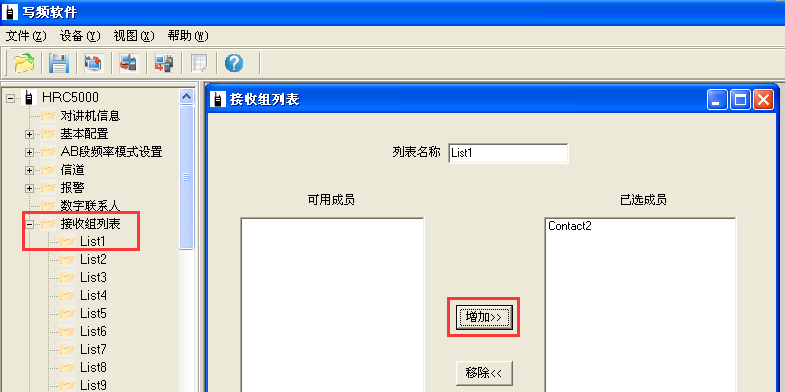 写频软件
文件(Z) 设备(Y) 视图(X) 帮助(W)
HRC5000
对讲机信息
基本配置
AB段频率模式设置
信道
报警
数字联系人
接收组列表
List1
List2
List3
List4
List5
List6
List7
List8
List9
接收组列表
列表名称 List1
可用成员 已选成员
Contact2
增加>>
移除<<